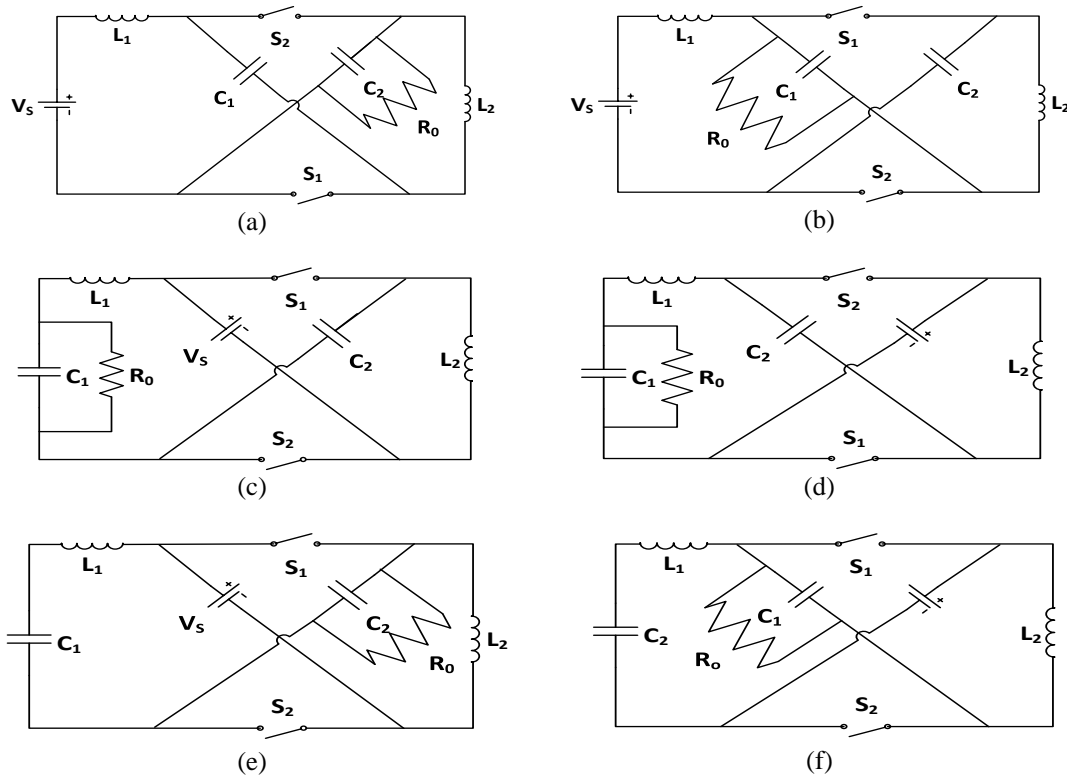 L₁
S₂
C₁
C₂
Vₛ
+
-
R₀
L₂
S₁
(a)
L₁
S₁
C₁
C₂
Vₛ
+
-
R₀
L₂
S₂
(b)
L₁
S₁
+
-
Vₛ
C₂
C₁
R₀
L₂
S₂
(c)
L₁
S₂
C₂
+
-
C₁
R₀
L₂
S₁
(d)
L₁
S₁
+
-
Vₛ
C₂
C₁
R₀
L₂
S₂
(e)
L₁
S₁
C₁
+
-
C₂
Rₒ
L₂
S₂
(f)